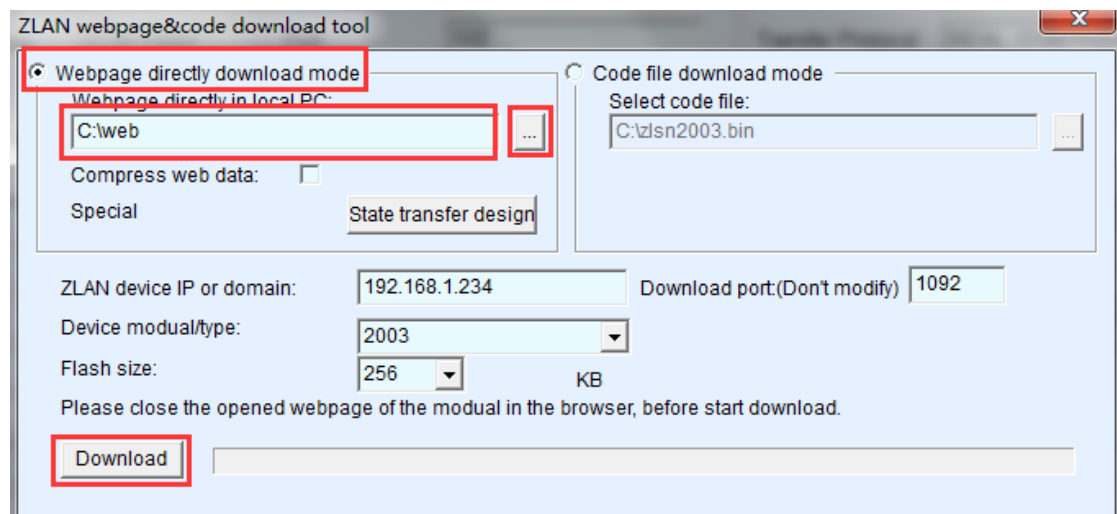 ZLAN webpage&code download tool
Webpage directly download mode
Webpage directly in local PC:
C:\web
...
Compress web data:
Special
State transfer design
Code file download mode
Select code file:
C:\zlsn2003.bin
...
ZLAN device IP or domain:
192.168.1.234
Download port:(Don't modify)
1092
Device modual/type:
2003
Flash size:
256
KB
Please close the opened webpage of the modual in the browser, before start download.
Download